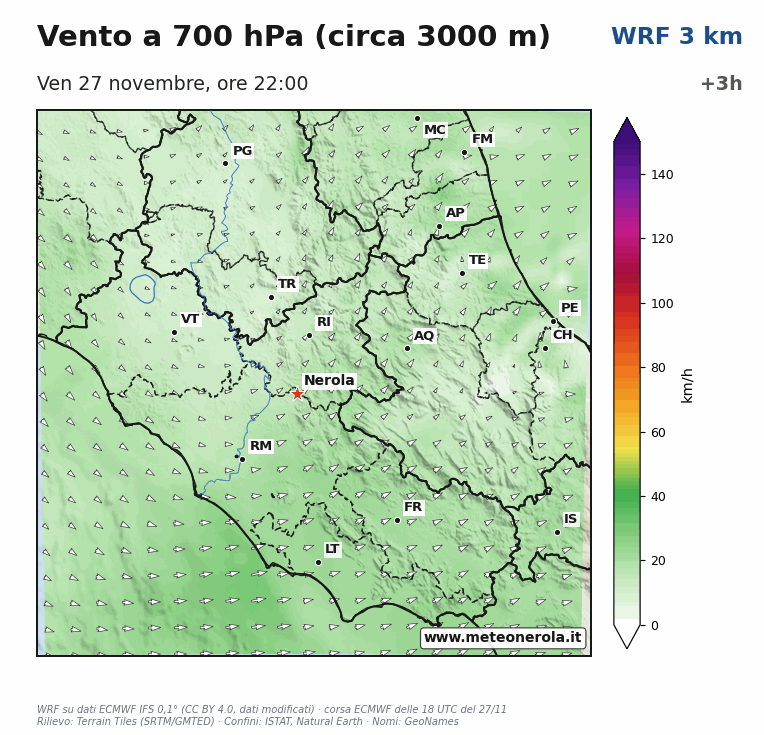 Vento a 700 hPa (circa 3000 m)
WRF 3 km
Ven 27 novembre, ore 22:00
+3h
MC
FM
PG
AP
TE
TR
PE
VT
RI
AQ
CH
Nerola
RM
FR
IS
LT
www.meteonerola.it
140
120
100
80
60
40
20
0
km/h
WRF su dati ECMWF IFS 0,1° (CC BY 4.0, dati modificati) · corsa ECMWF delle 18 UTC del 27/11
Rilievo: Terrain Tiles (SRTM/GMTED) · Confini: ISTAT, Natural Earth · Nomi: GeoNames